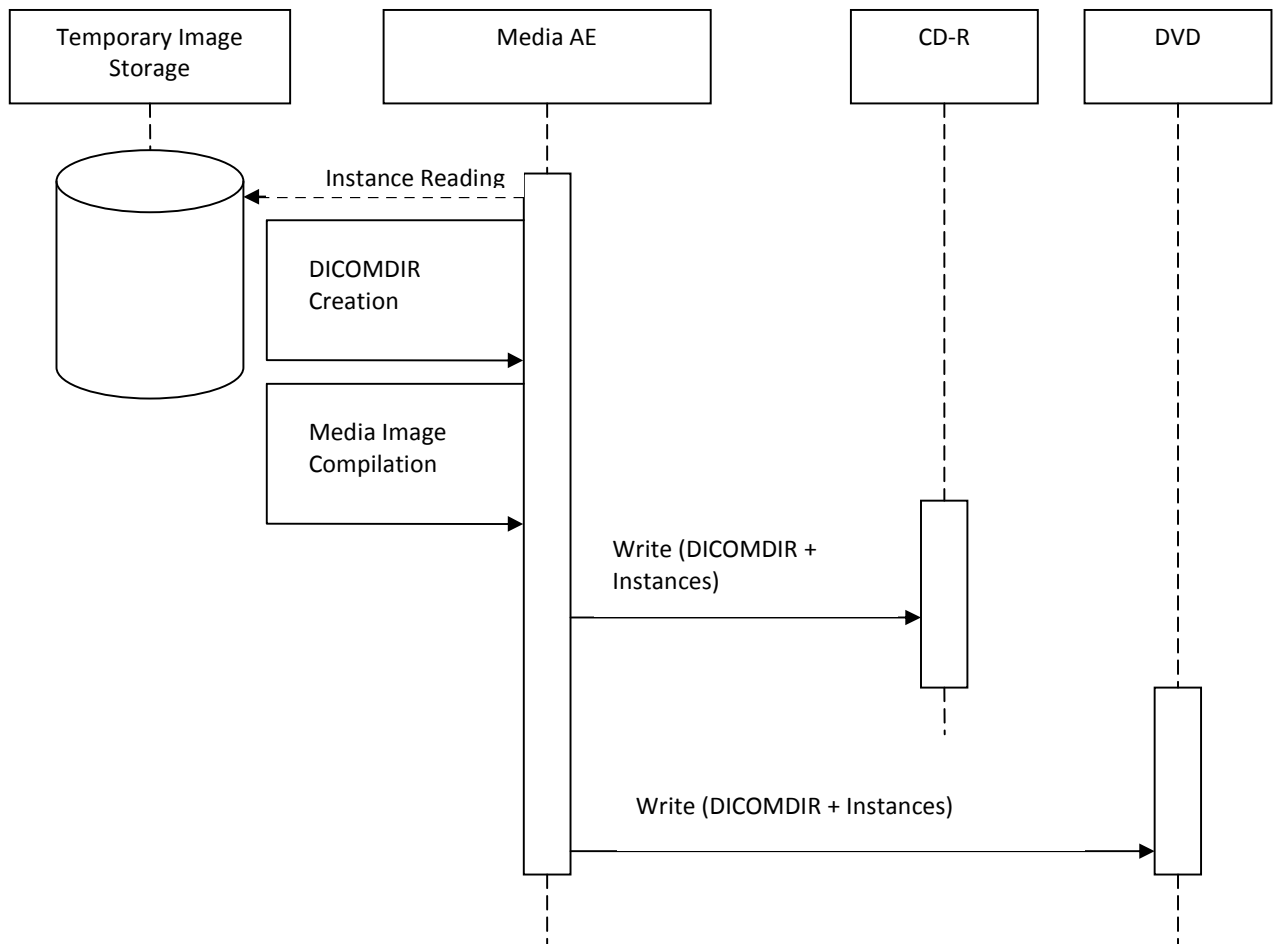 Temporary Image
Storage
Media AE
CD-R
DVD
Instance Reading
DICOMDIR
Creation
Media Image
Compilation
Write (DICOMDIR +
Instances)
Write (DICOMDIR + Instances)